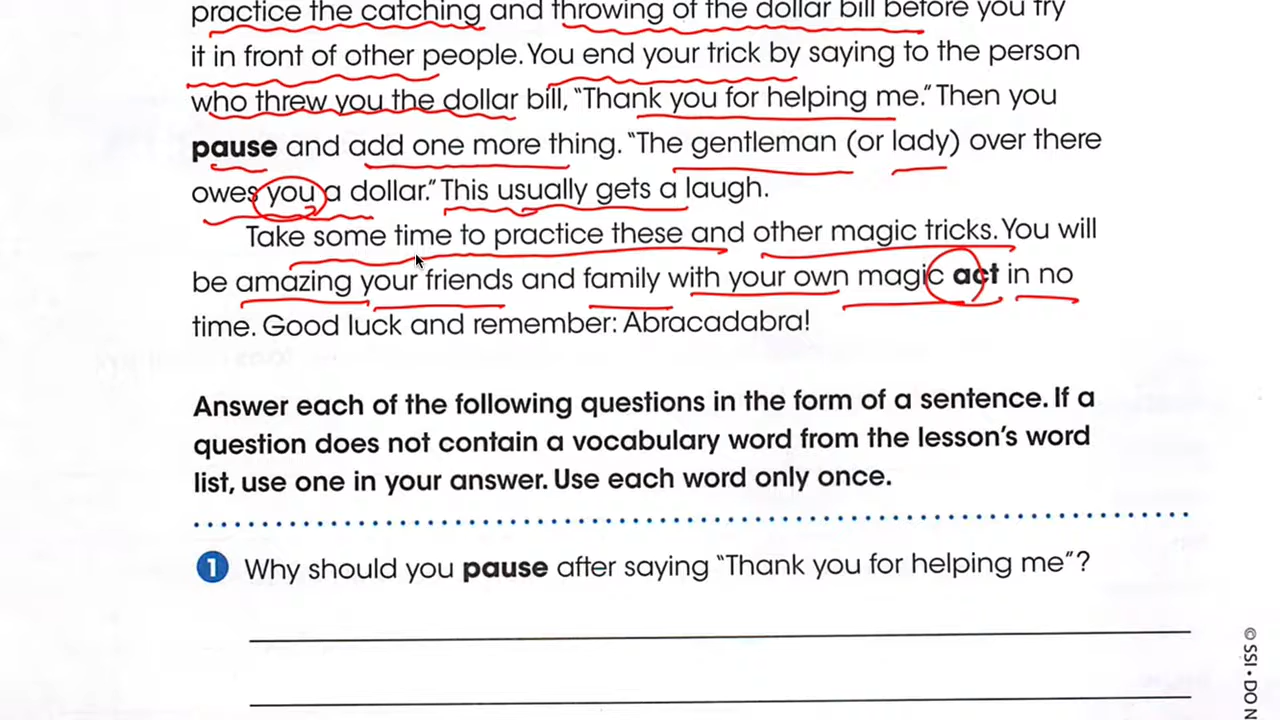 practice the catching and throwing of the dollar bill before you try
it in front of other people. You end your trick by saying to the person
who threw you the dollar bill, “Thank you for helping me.” Then you
pause and add one more thing. “The gentleman (or lady) over there
owes you a dollar.” This usually gets a laugh.
Take some time to practice these and other magic tricks. You will
be amazing your friends and family with your own magic act in no
time. Good luck and remember: Abracadabra!
Answer each of the following questions in the form of a sentence. If a
question does not contain a vocabulary word from the lesson’s word
list, use one in your answer. Use each word only once.
1 Why should you pause after saying “Thank you for helping me”?
© SSI • DO N